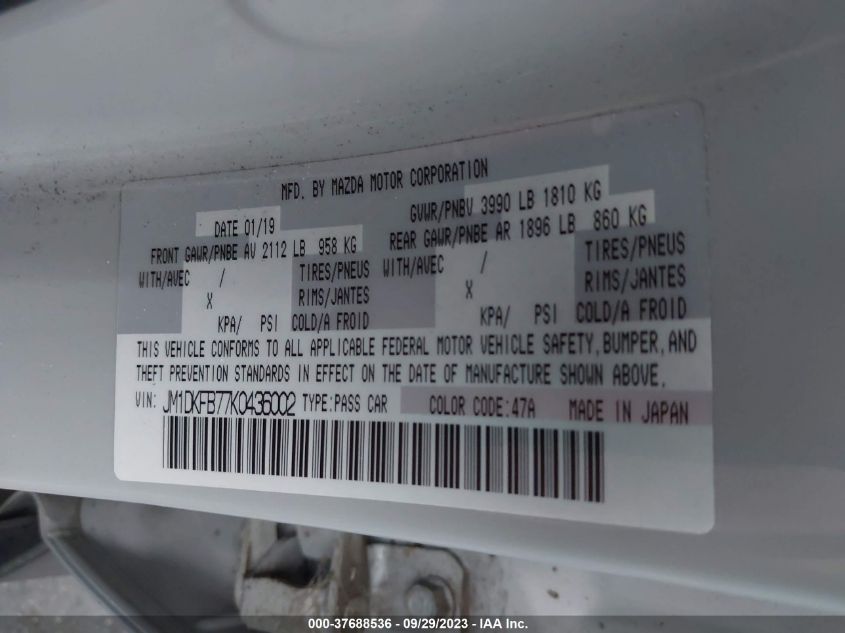 MFD. BY MAZDA MOTOR CORPORATION
DATE 01/19
GVWR/PNBV 3990 LB 1810 KG
FRONT GAWR/PNBE AV 2112 LB 958 KG
REAR GAWR/PNBE AR 1896 LB 860 KG
WITH/AVEC / TIRES/PNEUS
WITH/AVEC / TIRES/PNEUS
X RIMS/JANTES
X RIMS/JANTES
KPA/ PSI COLD/A FROID
KPA/ PSI COLD/A FROID
THIS VEHICLE CONFORMS TO ALL APPLICABLE FEDERAL MOTOR VEHICLE SAFETY, BUMPER, AND
THEFT PREVENTION STANDARDS IN EFFECT ON THE DATE OF MANUFACTURE SHOWN ABOVE.
VIN: JM1DKFB77K0436002 TYPE:PASS CAR COLOR CODE:47A MADE IN JAPAN
000-37688536 - 09/29/2023 - IAA Inc.